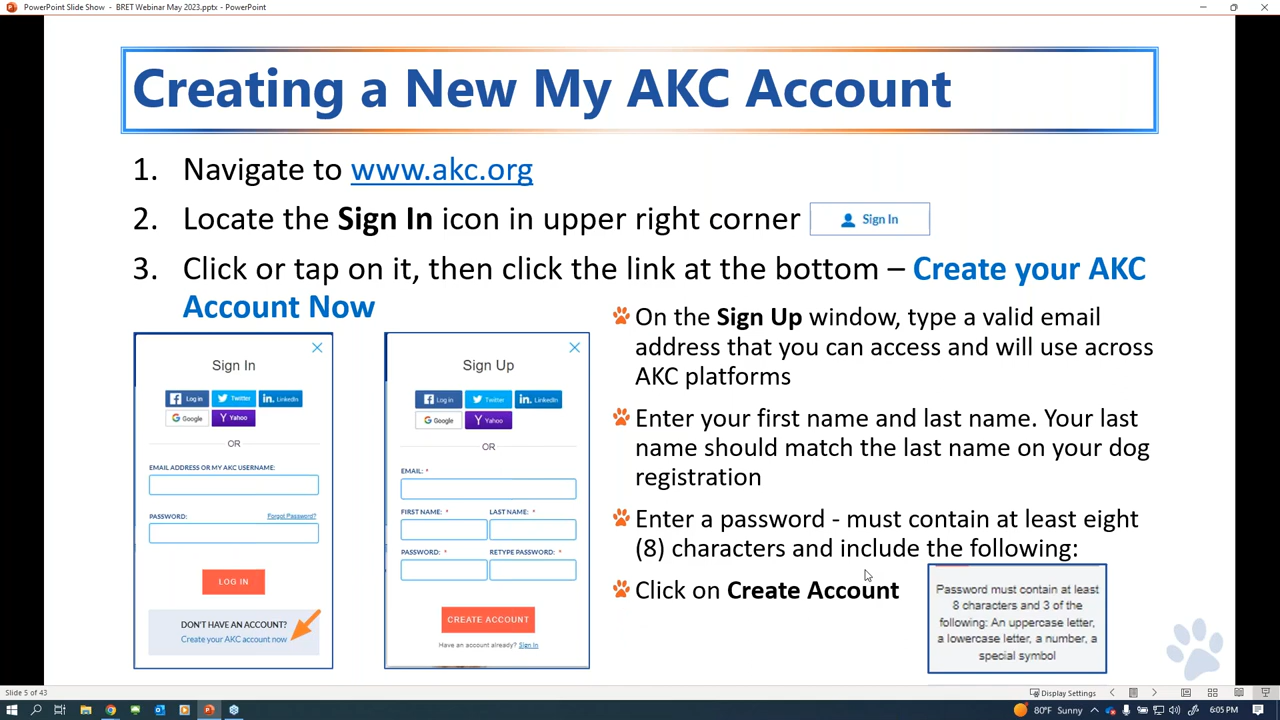 PowerPoint Slide Show - BRET Webinar May 2023.pptx - PowerPoint
Creating a New My AKC Account
1. Navigate to www.akc.org
2. Locate the Sign In icon in upper right corner
Sign In
3. Click or tap on it, then click the link at the bottom – Create your AKC
Account Now
Sign In
Log in Twitter LinkedIn
Google Yahoo
OR
EMAIL ADDRESS OR MY AKC USERNAME:
PASSWORD: Forgot Password?
LOG IN
DON'T HAVE AN ACCOUNT?
Create your AKC account now
Sign Up
Log in Twitter LinkedIn
Google Yahoo
OR
EMAIL: *
FIRST NAME: * LAST NAME: *
PASSWORD: * RETYPE PASSWORD: *
CREATE ACCOUNT
Have an account already? Sign In
On the Sign Up window, type a valid email
address that you can access and will use across
AKC platforms
Enter your first name and last name. Your last
name should match the last name on your dog
registration
Enter a password - must contain at least eight
(8) characters and include the following:
Click on Create Account
Password must contain at least
8 characters and 3 of the
following: An uppercase letter,
a lowercase letter, a number, a
special symbol
Slide 5 of 43
Display Settings
80°F Sunny
6:05 PM